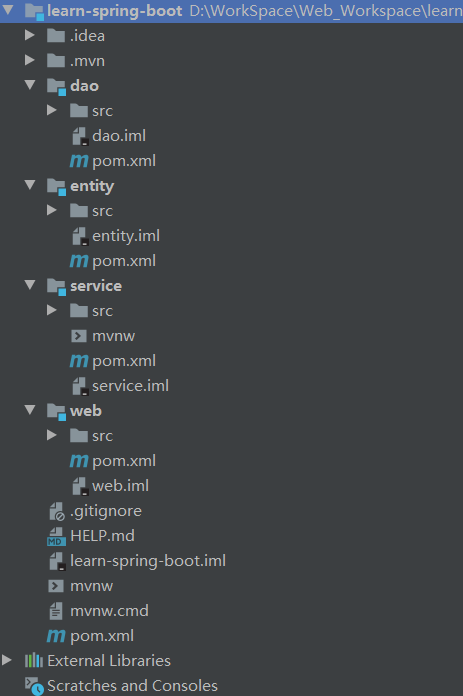 learn-spring-boot D:\WorkSpace\Web_Workspace\learn
.idea
.mvn
dao
src
dao.iml
pom.xml
entity
src
entity.iml
pom.xml
service
src
mvnw
pom.xml
service.iml
web
src
pom.xml
web.iml
.gitignore
HELP.md
learn-spring-boot.iml
mvnw
mvnw.cmd
pom.xml
External Libraries
Scratches and Consoles